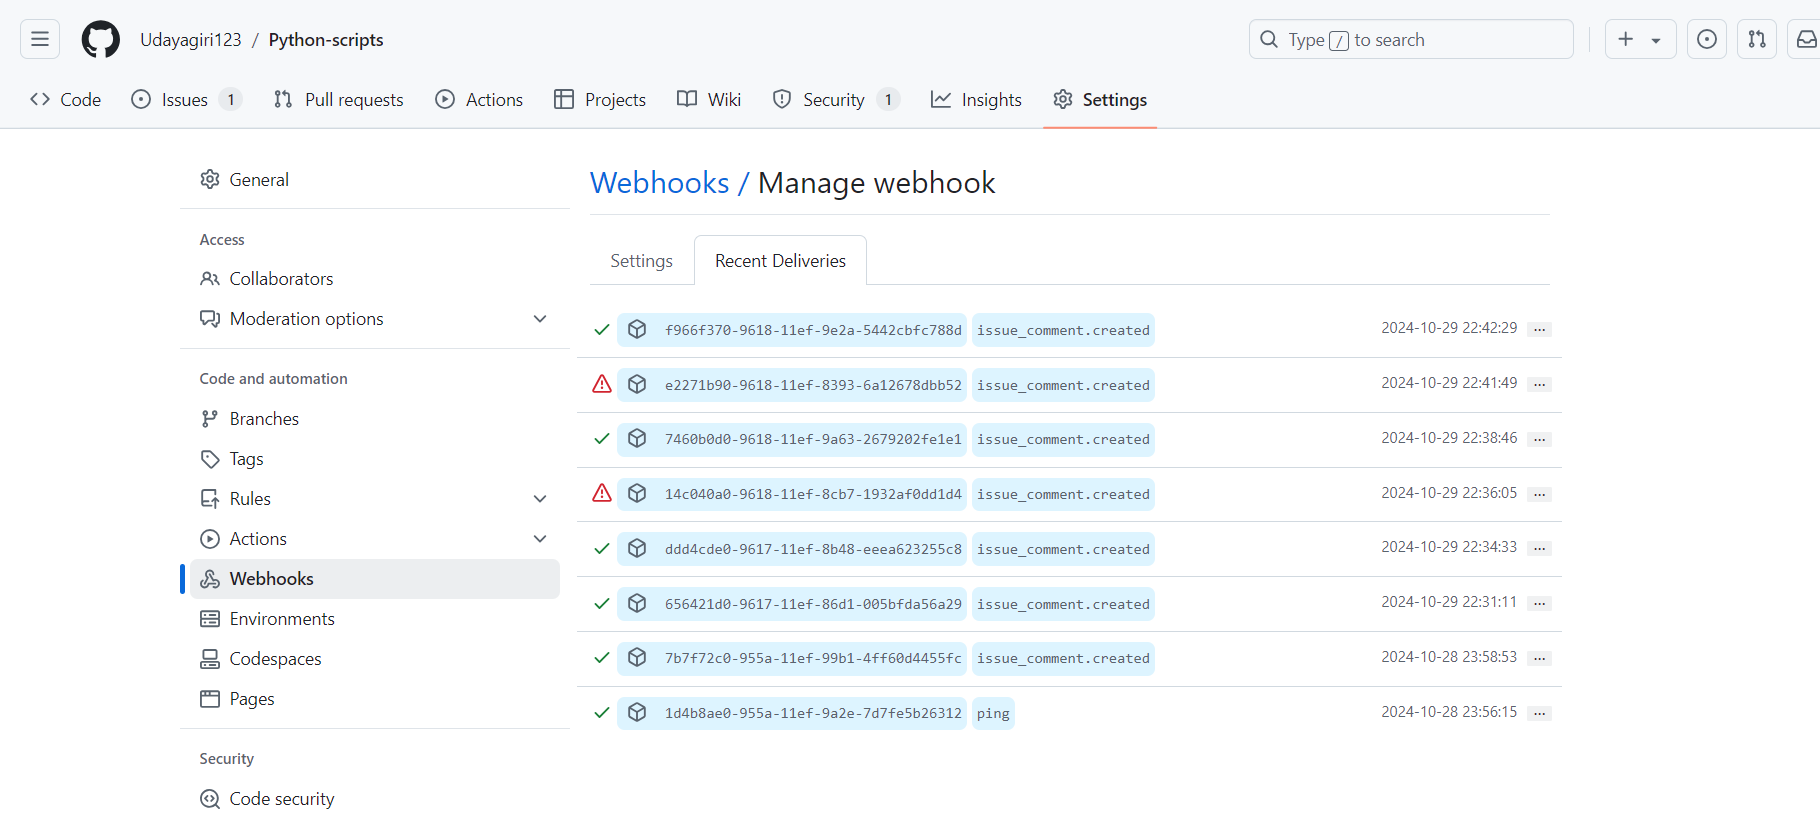 Udayagiri123 / Python-scripts
Type / to search
Code
Issues 1
Pull requests
Actions
Projects
Wiki
Security 1
Insights
Settings
General
Access
Collaborators
Moderation options
Code and automation
Branches
Tags
Rules
Actions
Webhooks
Environments
Codespaces
Pages
Security
Code security
Webhooks / Manage webhook
Settings
Recent Deliveries
f966f370-9618-11ef-9e2a-5442cbfc788d issue_comment.created 2024-10-29 22:42:29 ...
e2271b90-9618-11ef-8393-6a12678dbb52 issue_comment.created 2024-10-29 22:41:49 ...
7460b0d0-9618-11ef-9a63-2679202fe1e1 issue_comment.created 2024-10-29 22:38:46 ...
14c040a0-9618-11ef-8cb7-1932af0dd1d4 issue_comment.created 2024-10-29 22:36:05 ...
ddd4cde0-9617-11ef-8b48-eeea623255c8 issue_comment.created 2024-10-29 22:34:33 ...
656421d0-9617-11ef-86d1-005bfda56a29 issue_comment.created 2024-10-29 22:31:11 ...
7b7f72c0-955a-11ef-99b1-4ff60d4455fc issue_comment.created 2024-10-28 23:58:53 ...
1d4b8ae0-955a-11ef-9a2e-7d7fe5b26312 ping 2024-10-28 23:56:15 ...